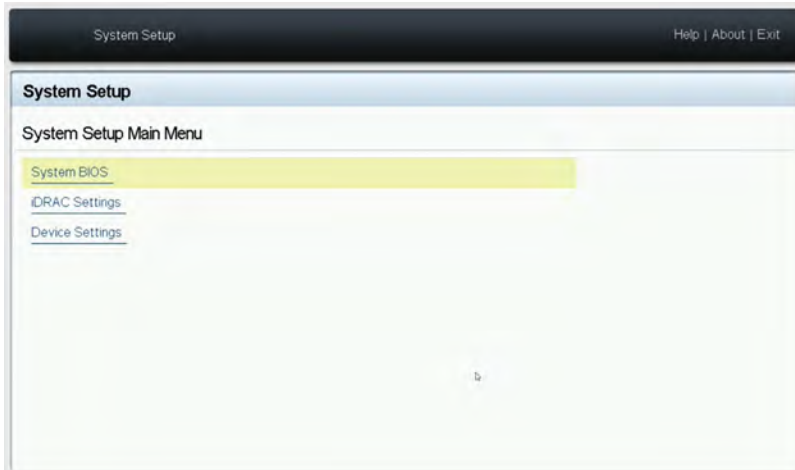 System Setup
Help | About | Exit
System Setup
System Setup Main Menu
System BIOS
iDRAC Settings
Device Settings